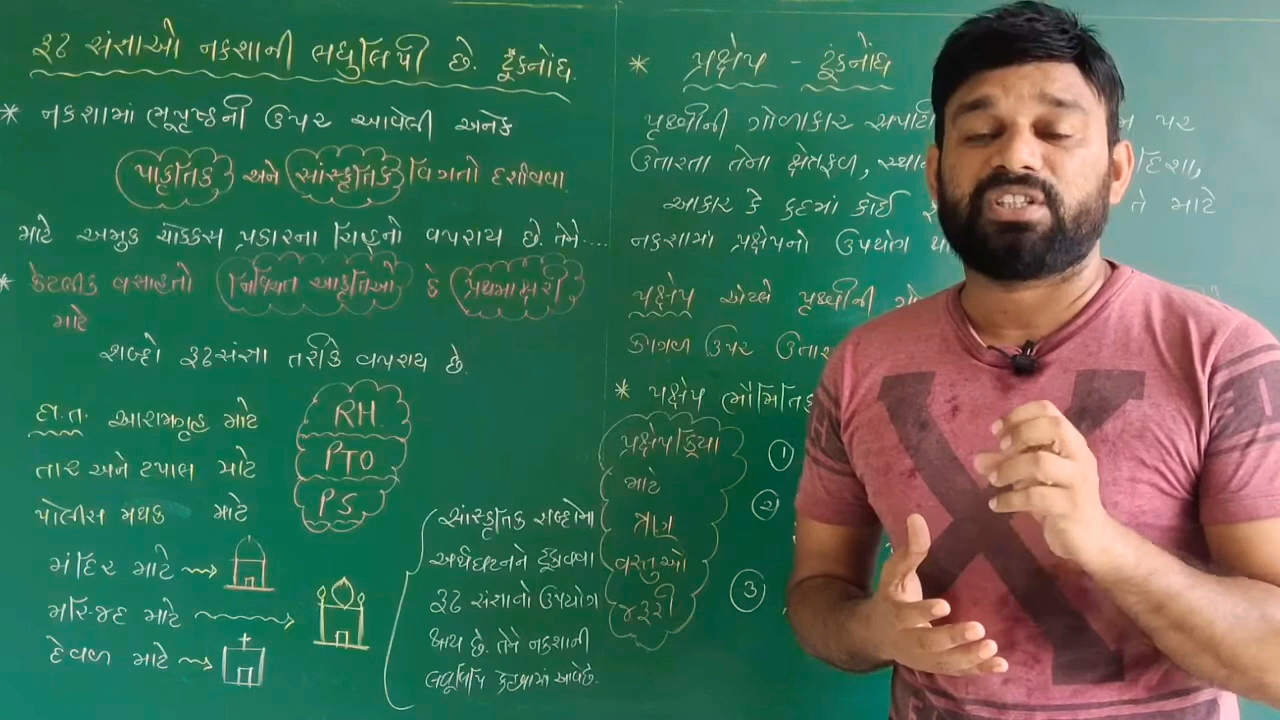 રૂઢ સંજ્ઞાઓ નકશાની લઘુલિપી છે. ટૂંકનોંધ.
* નકશામાં ભૂપૃષ્ઠની ઉપર આવેલી અનેક
પાકૃતિક અને સાંસ્કૃતિક વિગતો દર્શાવવા
માટે અમુક ચોક્કસ પ્રકારના ચિહ્નો વપરાય છે. તેને....
* કેટલીક વસાહતો નિશ્ચિત આકૃતિઓ કે પ્રથમાક્ષરી
માટે
શબ્દો રૂઢસંજ્ઞા તરીકે વપરાય છે.
દા.ત. આરામગૃહ માટે RH
તાર અને ટપાલ માટે PTO
પોલીસ મથક માટે PS
મંદિર માટે
મસ્જિદ માટે
દેવળ માટે
સાંસ્કૃતિક શબ્દોના
અર્થઘટનને ટૂંકાવવા
રૂઢ સંજ્ઞાનો ઉપયોગ
થાય છે. તેને નકશાની
લઘુલિપિ કહેવામાં આવેછે.
* પ્રક્ષેપ - ટૂંકનોંધ
પૃથ્વીની ગોળાકાર પર
ઉતારતા તેના ક્ષેત્રફળ, દિશા,
આકાર કે કદમાં કોઈ તે માટે
નકશામાં પ્રક્ષેપનો ઉપયોગ
પ્રક્ષેપ એટલે પૃથ્વીની
કાગળ ઉપર
* પ્રક્ષેપ
પ્રક્ષેપક્રિયા
માટે
ત્રણ
વસ્તુઓ
જરૂરી
1
2
3
X